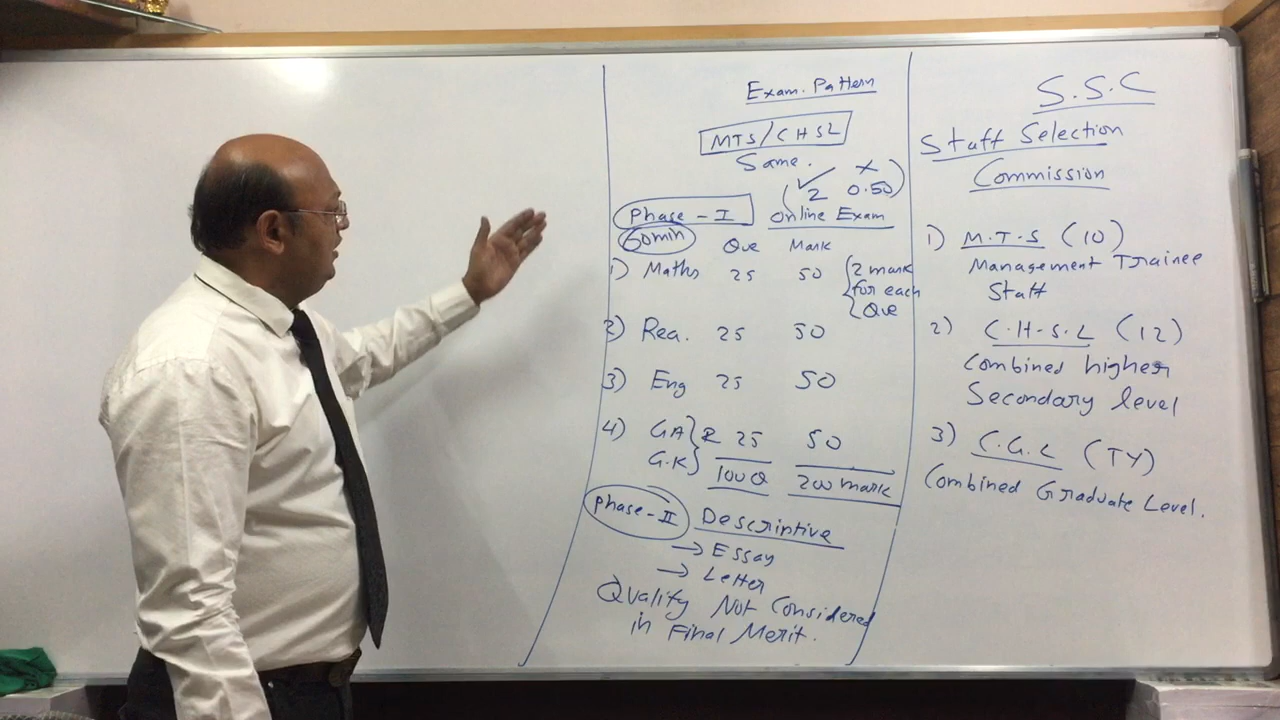 S.S.C
Staff Selection
Commission
1) M.T.S (10)
Management Trainee
Staff
2) C.H.S.L (12)
Combined higher
Secondary level
3) C.G.L (TY)
Combined Graduate Level.
Exam. Pattern
MTS/CHSL
Same.
(✓ 2 × 0.50)
Phase - I Online Exam
60min Que Mark
1) Maths 25 50 {2 mark
for each
Que
2) Rea. 25 50
3) Eng 25 50
4) GA} 25 50
G.K} 100Q 200 mark
Phase - II Descriptive
→ Essay
→ Letter
Qualify Not Considered
in Final Merit.